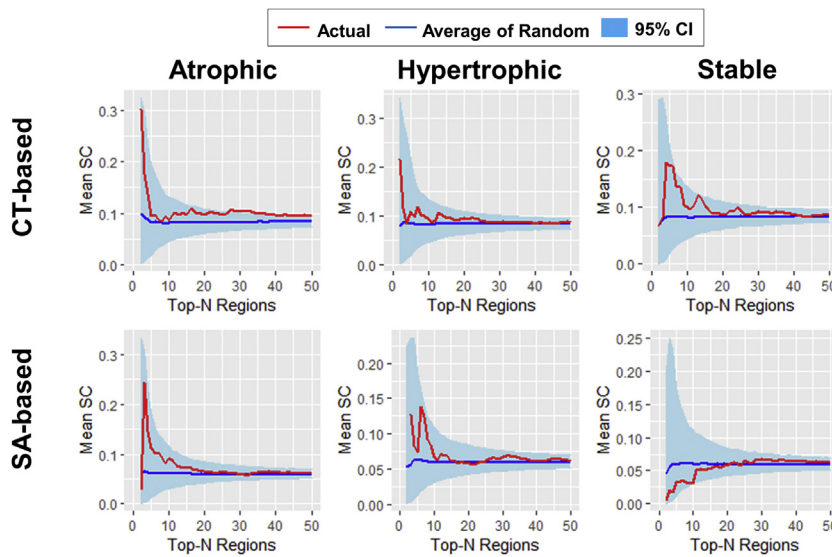 Actual Average of Random 95% CI
Atrophic Hypertrophic Stable
CT-based
Mean SC
0.3
0.2
0.1
0.0
0 10 20 30 40 50
Top-N Regions
Mean SC
0.3
0.2
0.1
0.0
0 10 20 30 40 50
Top-N Regions
Mean SC
0.3
0.2
0.1
0.0
0 10 20 30 40 50
Top-N Regions
SA-based
Mean SC
0.3
0.2
0.1
0.0
0 10 20 30 40 50
Top-N Regions
Mean SC
0.20
0.15
0.10
0.05
0.00
0 10 20 30 40 50
Top-N Regions
Mean SC
0.25
0.20
0.15
0.10
0.05
0.00
0 10 20 30 40 50
Top-N Regions